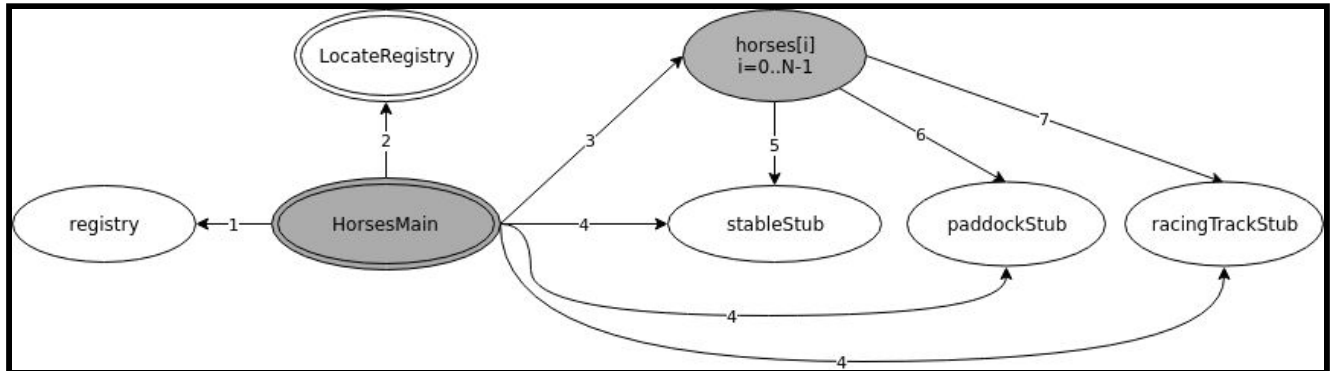 LocateRegistry
horses[i]
i=0..N-1
2
3
5
6
7
registry
1
HorsesMain
4
stableStub
paddockStub
racingTrackStub
4
4